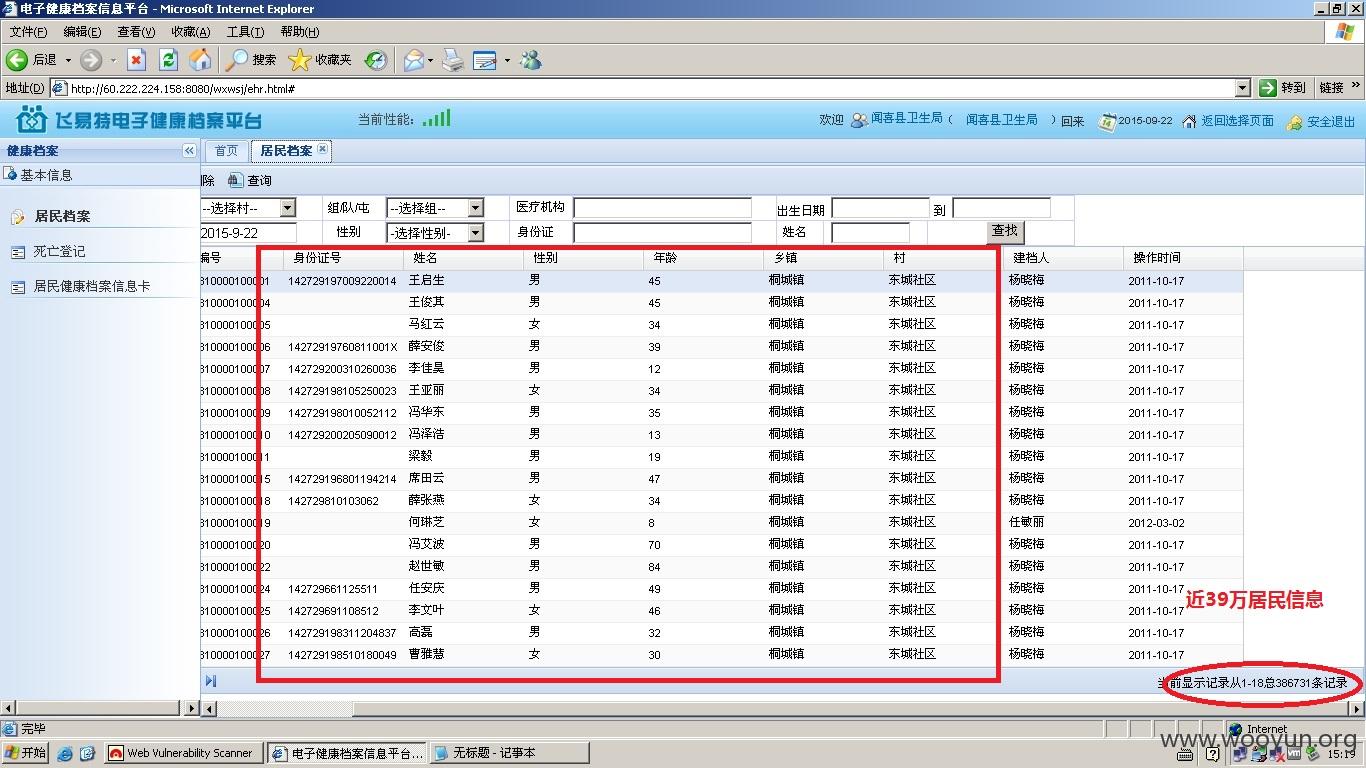 电子健康档案信息平台 - Microsoft Internet Explorer
文件(F) 编辑(E) 查看(V) 收藏(A) 工具(T) 帮助(H)
后退 搜索 收藏夹
地址(D) http://60.222.224.158:8080/wxwsj/ehr.html# 转到 链接 »
飞易特电子健康档案平台 当前性能: 欢迎 闻喜县卫生局 ( 闻喜县卫生局 ) 回来 2015-09-22 返回选择页面 安全退出
健康档案 « 首页 居民档案
基本信息 除 查询
居民档案
死亡登记
居民健康档案信息卡
--选择村-- 组/队/屯 --选择组-- 医疗机构 出生日期 到
2015-9-22 性别 -选择性别- 身份证 姓名 查找
编号 身份证号 姓名 性别 年龄 乡镇 村 建档人 操作时间
310000100001 142729197009220014 王启生 男 45 桐城镇 东城社区 杨晓梅 2011-10-17
310000100004 王俊其 男 45 桐城镇 东城社区 杨晓梅 2011-10-17
310000100005 马红云 女 34 桐城镇 东城社区 杨晓梅 2011-10-17
310000100006 14272919760811001X 薛安俊 男 39 桐城镇 东城社区 杨晓梅 2011-10-17
310000100007 142729200310260036 李佳昊 男 12 桐城镇 东城社区 杨晓梅 2011-10-17
310000100008 142729198105250023 王亚丽 女 34 桐城镇 东城社区 杨晓梅 2011-10-17
310000100009 142729198010052112 冯华东 男 35 桐城镇 东城社区 杨晓梅 2011-10-17
310000100010 142729200205090012 冯泽浩 男 13 桐城镇 东城社区 杨晓梅 2011-10-17
310000100011 梁毅 男 19 桐城镇 东城社区 杨晓梅 2011-10-17
310000100015 142729196801194214 席田云 男 47 桐城镇 东城社区 杨晓梅 2011-10-17
310000100018 142729810103062 薛张燕 女 34 桐城镇 东城社区 杨晓梅 2011-10-17
310000100019 何琳芝 女 8 桐城镇 东城社区 任敏丽 2012-03-02
310000100020 冯艾波 男 70 桐城镇 东城社区 杨晓梅 2011-10-17
310000100022 赵世敏 男 84 桐城镇 东城社区 杨晓梅 2011-10-17
310000100024 142729661125511 任安庆 男 49 桐城镇 东城社区 杨晓梅 2011-10-17
310000100025 142729691108512 李文叶 女 46 桐城镇 东城社区 杨晓梅 2011-10-17
310000100026 142729198311204837 高磊 男 32 桐城镇 东城社区 杨晓梅 2011-10-17
310000100027 142729198510180049 曹雅慧 女 30 桐城镇 东城社区 杨晓梅 2011-10-17
近39万居民信息
当前显示记录从1-18总386731条记录
完毕 Internet
www.wooyun.org
开始 Web Vulnerability Scanner 电子健康档案信息平台... 无标题 - 记事本 15:19